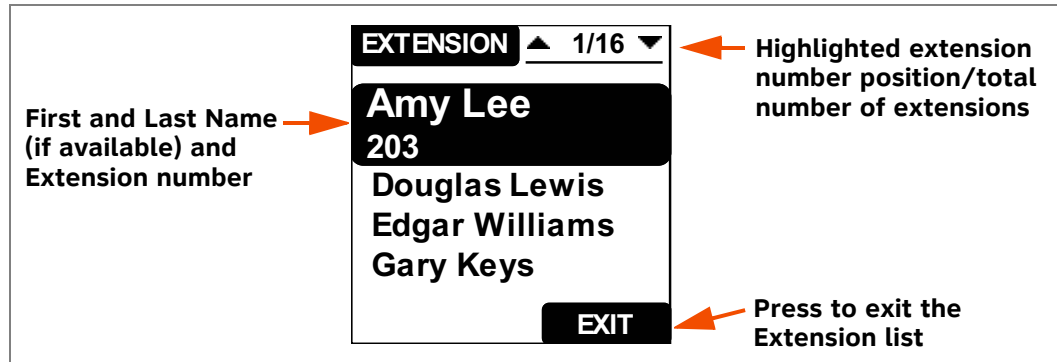 EXTENSION ▲ 1/16 ▼
Highlighted extension
number position/total
number of extensions
First and Last Name
(if available) and
Extension number
Amy Lee
203
Douglas Lewis
Edgar Williams
Gary Keys
EXIT
Press to exit the
Extension list